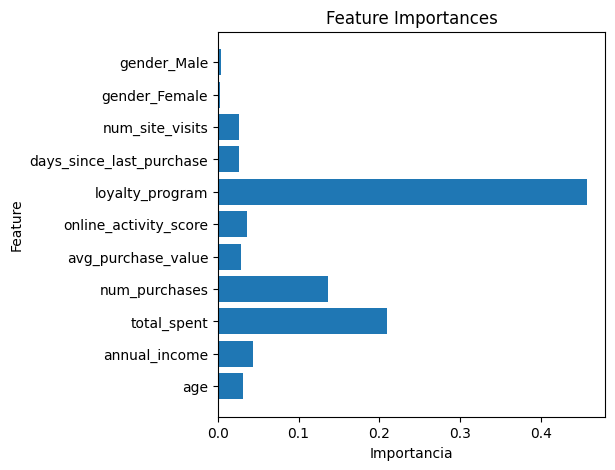 Feature Importances
Feature
gender_Male
gender_Female
num_site_visits
days_since_last_purchase
loyalty_program
online_activity_score
avg_purchase_value
num_purchases
total_spent
annual_income
age
0.0 0.1 0.2 0.3 0.4
Importancia